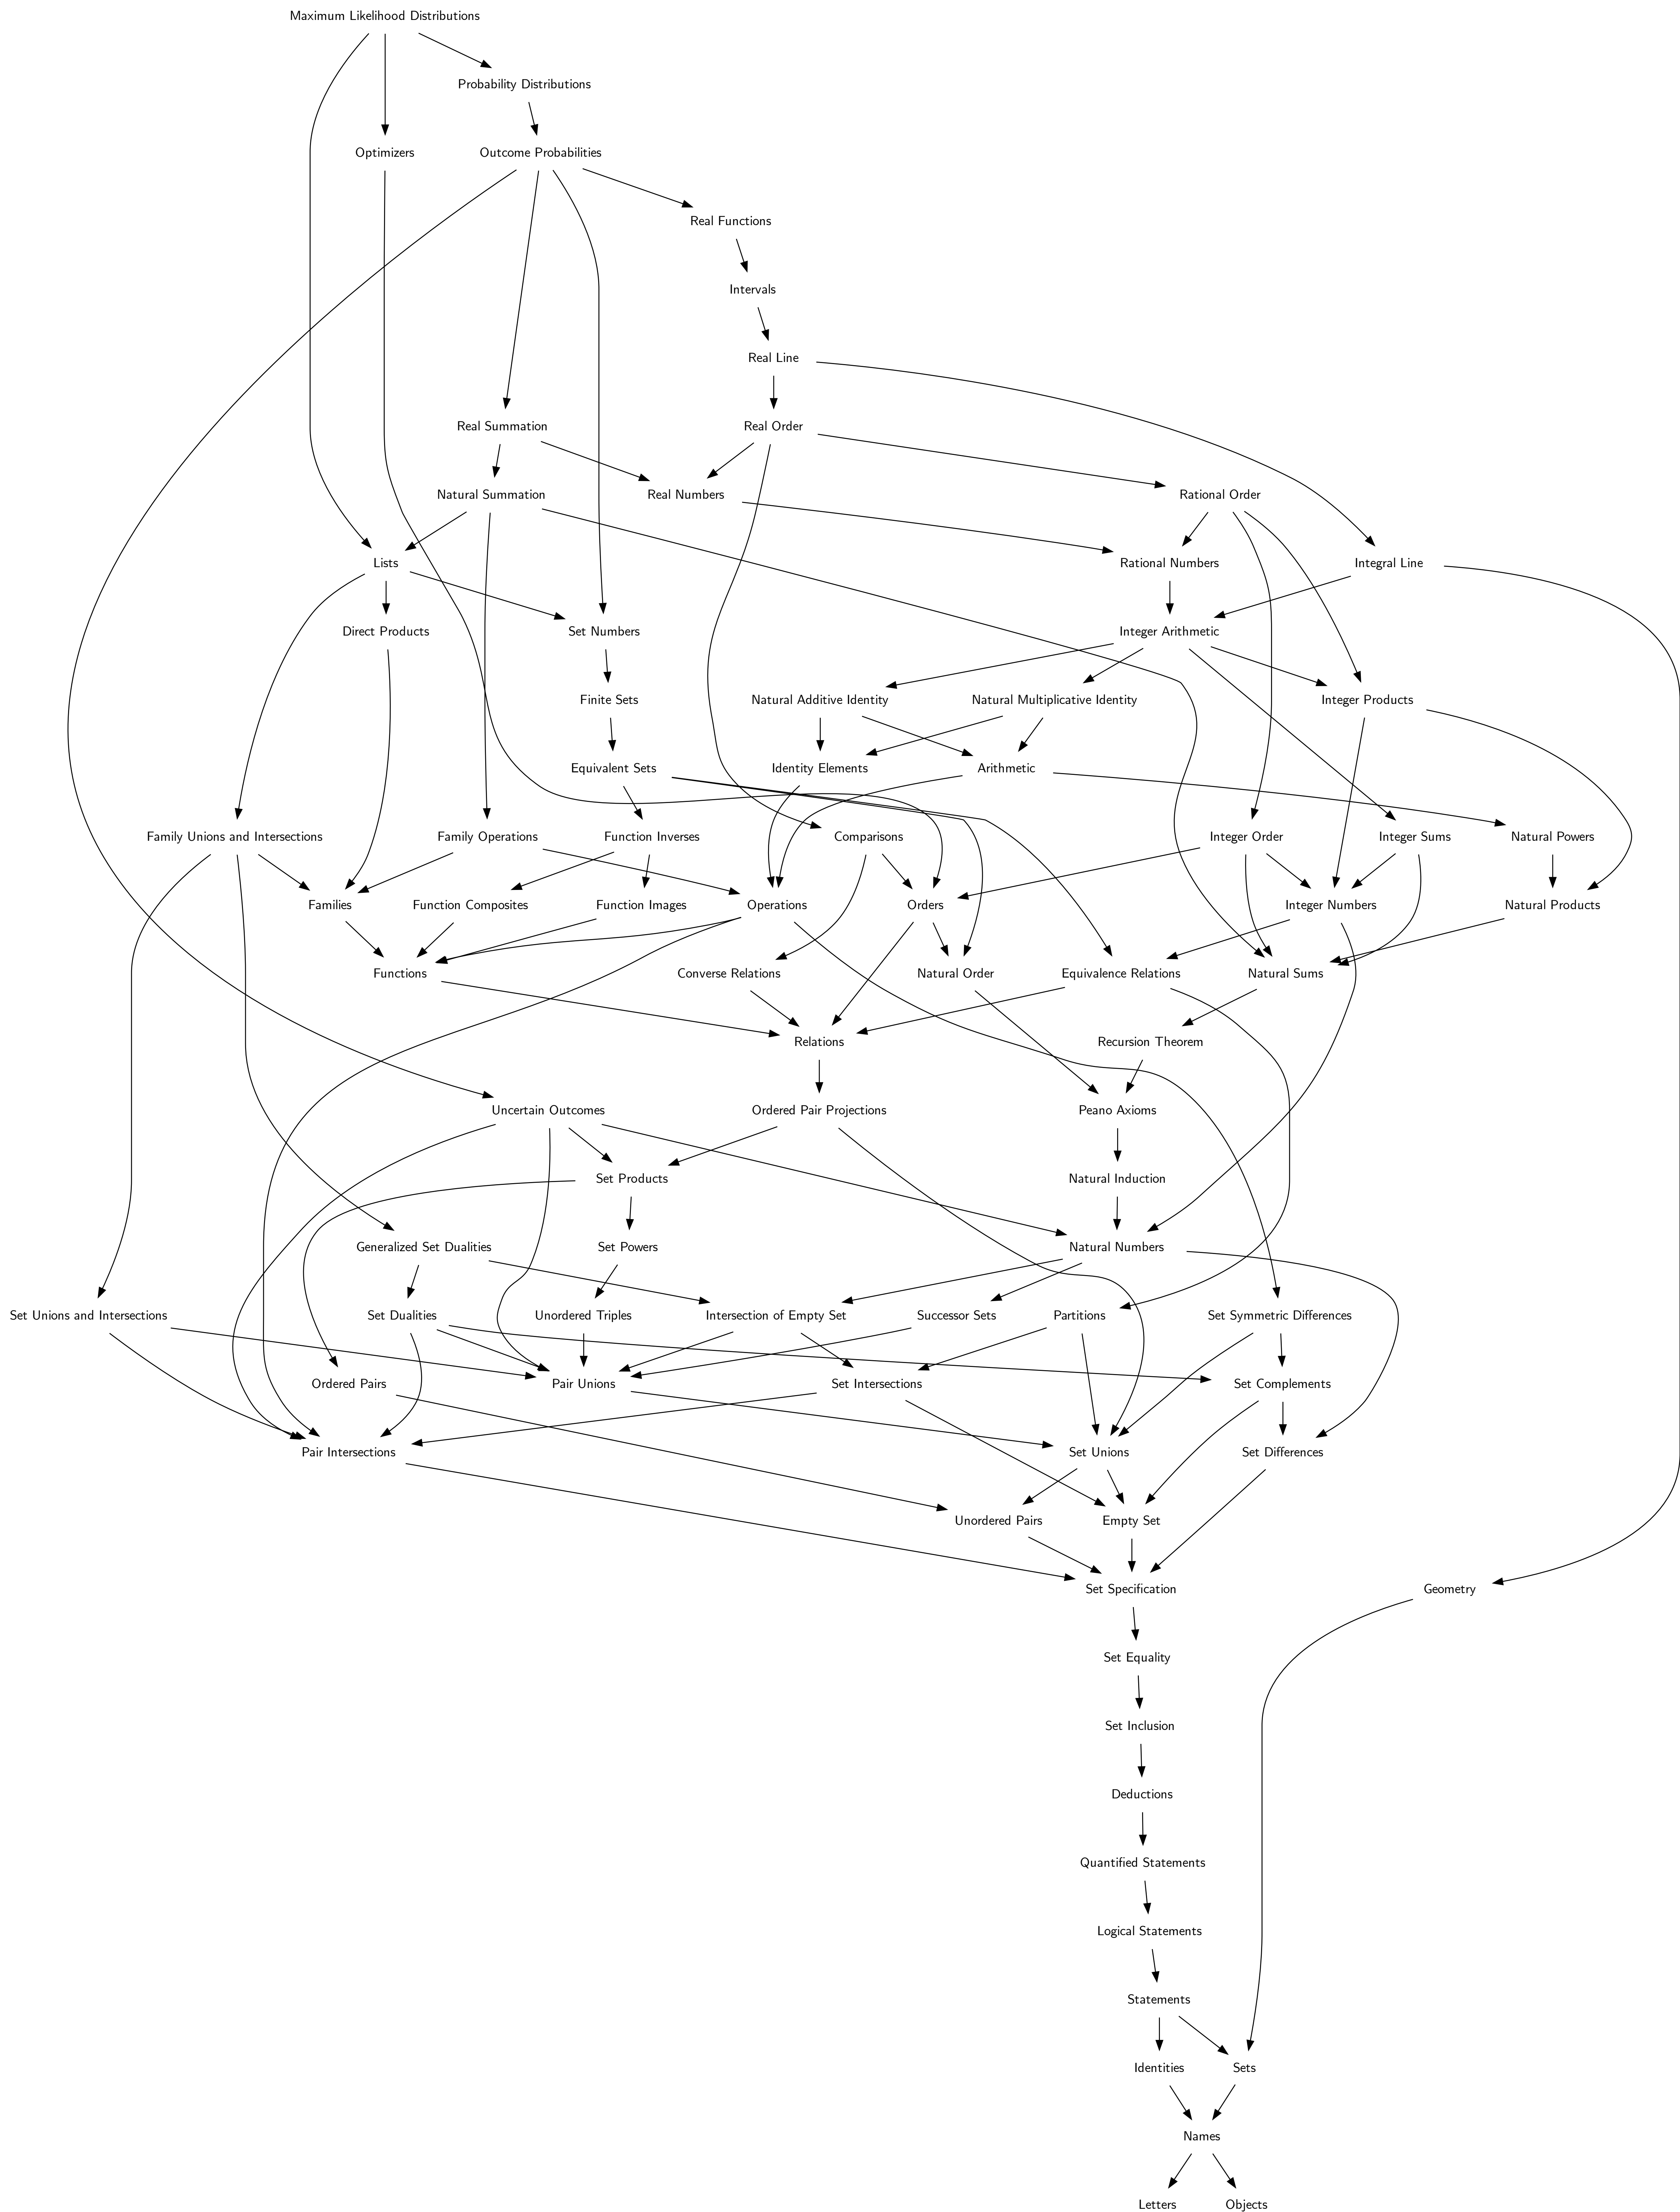 Maximum Likelihood Distributions
Probability Distributions
Optimizers
Outcome Probabilities
Real Functions
Intervals
Real Line
Real Summation
Real Order
Natural Summation
Real Numbers
Rational Order
Lists
Rational Numbers
Integral Line
Direct Products
Set Numbers
Integer Arithmetic
Finite Sets
Natural Additive Identity
Natural Multiplicative Identity
Integer Products
Equivalent Sets
Identity Elements
Arithmetic
Family Unions and Intersections
Family Operations
Function Inverses
Comparisons
Integer Order
Integer Sums
Natural Powers
Families
Function Composites
Function Images
Operations
Orders
Integer Numbers
Natural Products
Functions
Converse Relations
Natural Order
Equivalence Relations
Natural Sums
Relations
Recursion Theorem
Uncertain Outcomes
Ordered Pair Projections
Peano Axioms
Set Products
Natural Induction
Generalized Set Dualities
Set Powers
Natural Numbers
Set Unions and Intersections
Set Dualities
Unordered Triples
Intersection of Empty Set
Successor Sets
Partitions
Set Symmetric Differences
Ordered Pairs
Pair Unions
Set Intersections
Set Complements
Pair Intersections
Set Unions
Set Differences
Unordered Pairs
Empty Set
Set Specification
Geometry
Set Equality
Set Inclusion
Deductions
Quantified Statements
Logical Statements
Statements
Identities
Sets
Names
Letters
Objects